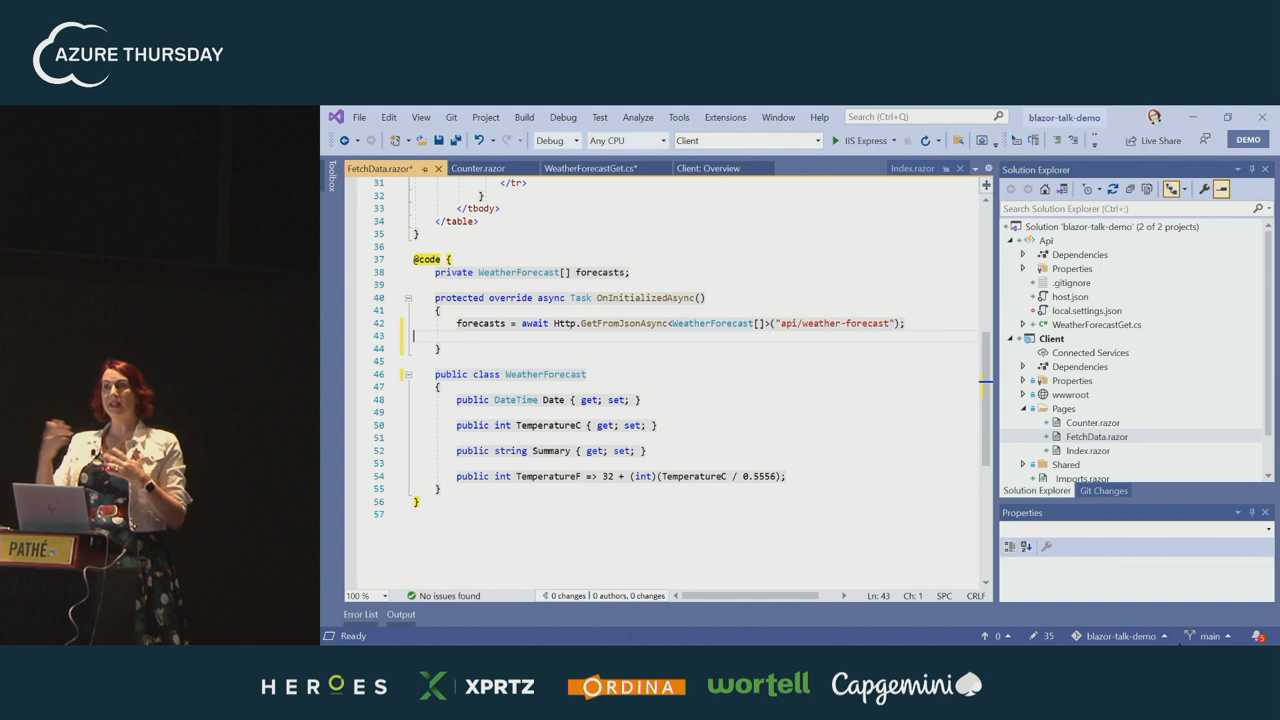 AZURE THURSDAY
File Edit View Git Project Build Debug Test Analyze Tools Extensions Window Help Search (Ctrl+Q) blazor-talk-demo
Debug Any CPU Client IIS Express Live Share DEMO
Toolbox
FetchData.razor* Counter.razor WeatherForecastGet.cs* Client: Overview Index.razor
31 </tr>
32 }
33 </tbody>
34 </table>
35 }
36
37 @code {
38 private WeatherForecast[] forecasts;
39
40 protected override async Task OnInitializedAsync()
41 {
42 forecasts = await Http.GetFromJsonAsync<WeatherForecast[]>("api/weather-forecast");
43
44 }
45
46 public class WeatherForecast
47 {
48 public DateTime Date { get; set; }
49
50 public int TemperatureC { get; set; }
51
52 public string Summary { get; set; }
53
54 public int TemperatureF => 32 + (int)(TemperatureC / 0.5556);
55 }
56 }
57
100 % No issues found 0 changes | 0 authors, 0 changes Ln: 43 Ch: 1 SPC CRLF
Error List Output
Ready 0 35 blazor-talk-demo main 5
Solution Explorer
Search Solution Explorer (Ctrl+;)
Solution 'blazor-talk-demo' (2 of 2 projects)
Api
Dependencies
Properties
.gitignore
host.json
local.settings.json
WeatherForecastGet.cs
Client
Connected Services
Dependencies
Properties
wwwroot
Pages
Counter.razor
FetchData.razor
Index.razor
Shared
_Imports.razor
Solution Explorer Git Changes
Properties
PATHÉ
HEROES XPRTZ ORDINA wortell Capgemini